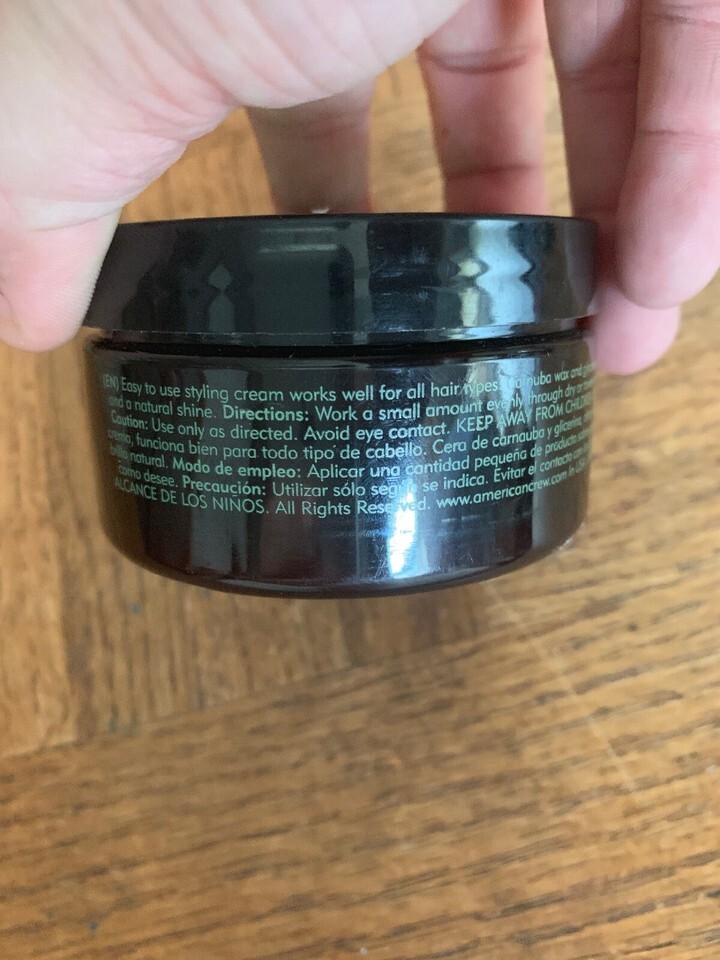 (EN) Easy to use styling cream works well for all hair types. Carnauba wax and
and a natural shine. Directions: Work a small amount evenly through dry or
Caution: Use only as directed. Avoid eye contact. KEEP AWAY FROM CHILDREN
crema, funciona bien para todo tipo de cabello. Cera de carnauba y glicerina,
brillo natural. Modo de empleo: Aplicar una cantidad pequeña de producto
como desee. Precaución: Utilizar sólo según se indica. Evitar el contacto con
ALCANCE DE LOS NIÑOS. All Rights Reserved. www.americancrew.com In USA